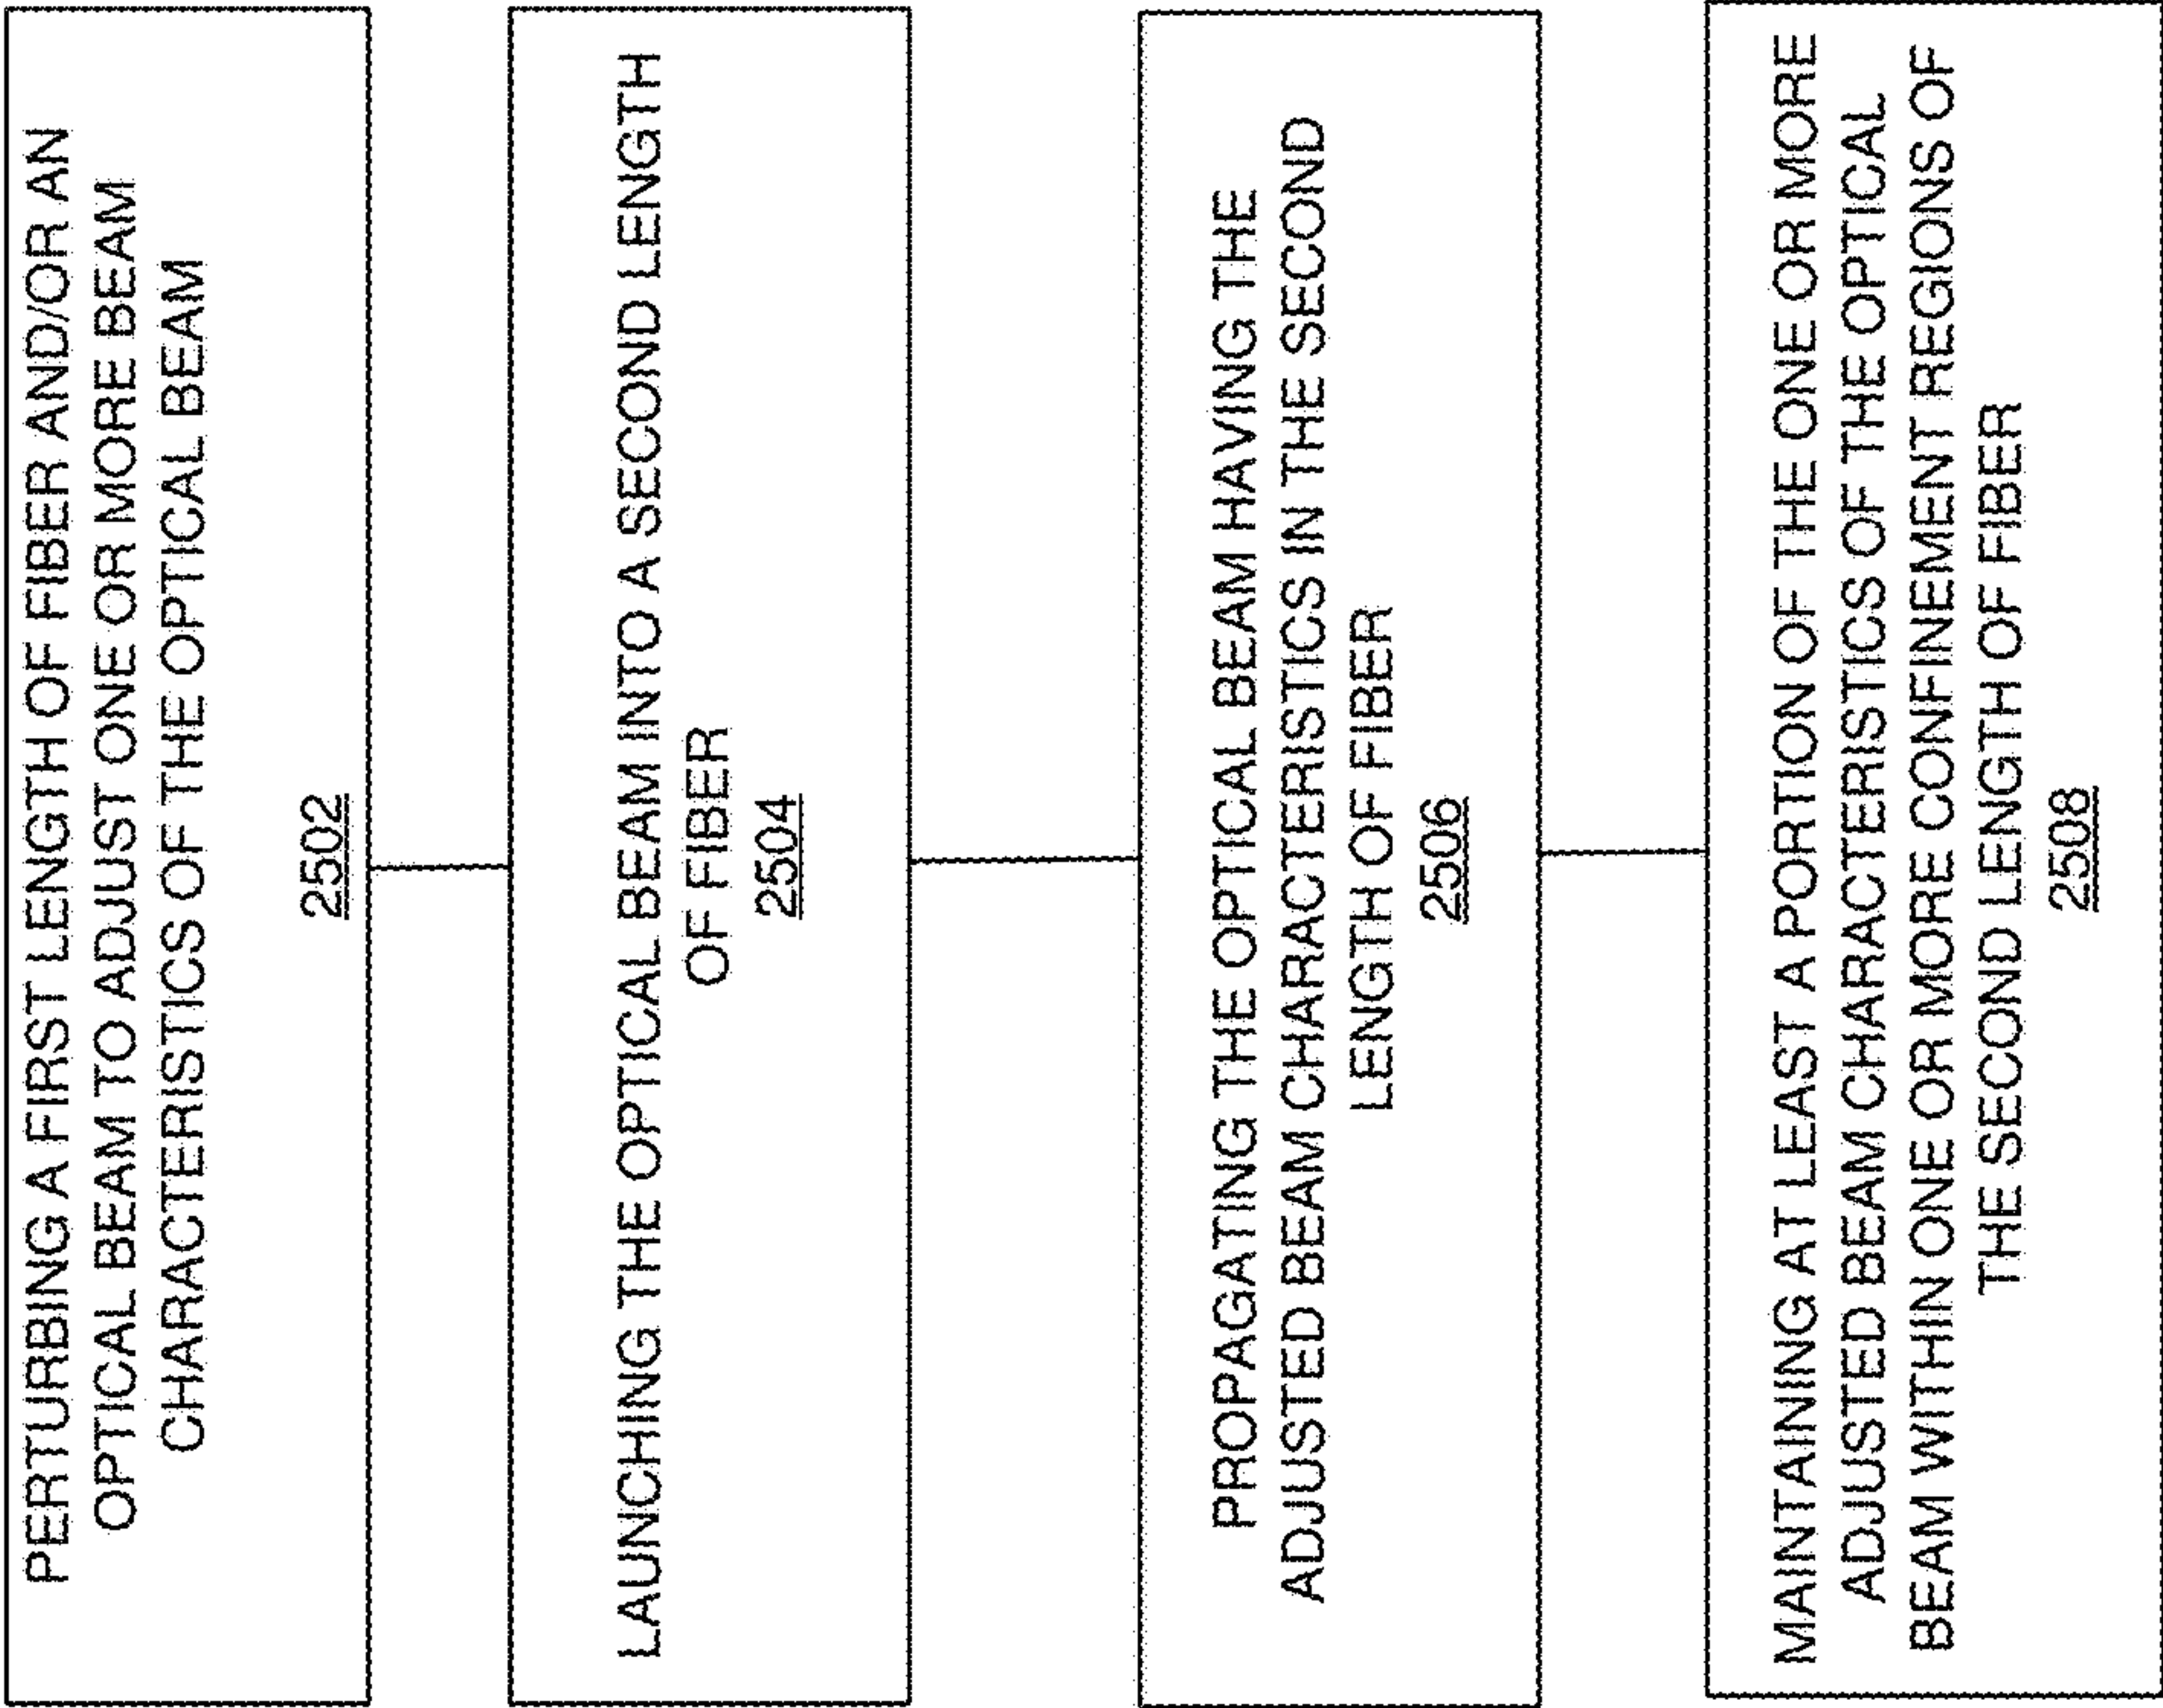 PERTURBING A FIRST LENGTH OF FIBER AND/OR AN
OPTICAL BEAM TO ADJUST ONE OR MORE BEAM
CHARACTERISTICS OF THE OPTICAL BEAM
2502
LAUNCHING THE OPTICAL BEAM INTO A SECOND LENGTH
OF FIBER
2504
PROPAGATING THE OPTICAL BEAM HAVING THE
ADJUSTED BEAM CHARACTERISTICS IN THE SECOND
LENGTH OF FIBER
2506
MAINTAINING AT LEAST A PORTION OF THE ONE OR MORE
ADJUSTED BEAM CHARACTERISTICS OF THE OPTICAL
BEAM WITHIN ONE OR MORE CONFINEMENT REGIONS OF
THE SECOND LENGTH OF FIBER
2508